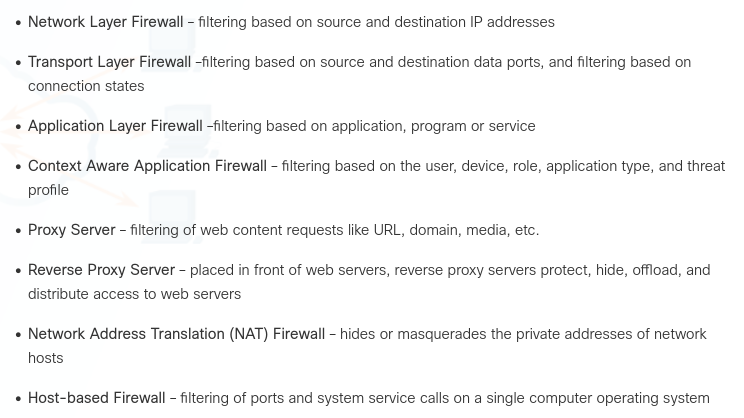 • Network Layer Firewall – filtering based on source and destination IP addresses
• Transport Layer Firewall –filtering based on source and destination data ports, and filtering based on
connection states
• Application Layer Firewall –filtering based on application, program or service
• Context Aware Application Firewall – filtering based on the user, device, role, application type, and threat
profile
• Proxy Server – filtering of web content requests like URL, domain, media, etc.
• Reverse Proxy Server – placed in front of web servers, reverse proxy servers protect, hide, offload, and
distribute access to web servers
• Network Address Translation (NAT) Firewall – hides or masquerades the private addresses of network
hosts
• Host-based Firewall – filtering of ports and system service calls on a single computer operating system